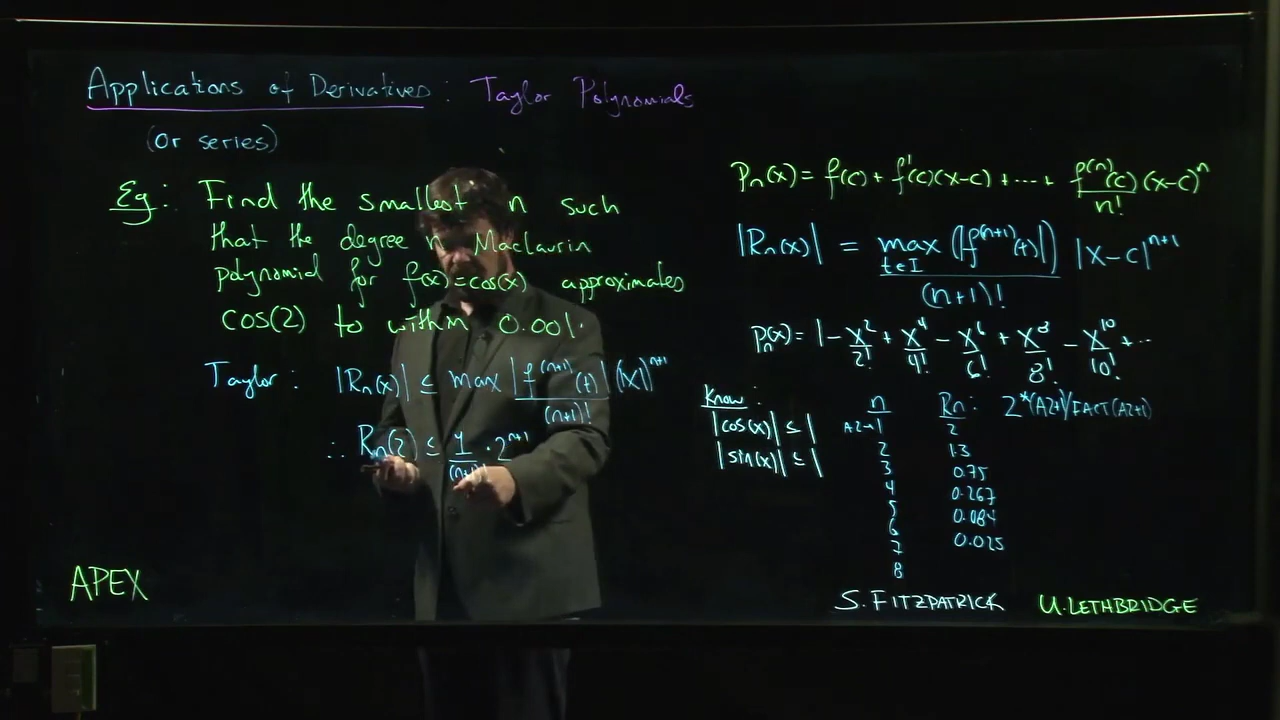 Applications of Derivatives: Taylor Polynomials
(Or series)
Eg: Find the smallest n such
that the degree n Maclaurin
polynomial for f(x)=cos(x) approximates
cos(2) to within 0.001.
Taylor: |Rn(x)| ≤ max |f^(n+1)(t)| / (n+1)! (|x|)^n+1
∴ Rn(2) ≤ 1/(n+1)! · 2^n+1
APEX
Pn(x) = f(c) + f'(c)(x-c) + ... + f^(n)(c)/n! (x-c)^n
|Rn(x)| = max t∈I (|f^(n+1)(t)|) / (n+1)! |x-c|^n+1
Pn(x) = 1 - x²/2! + x⁴/4! - x⁶/6! + x⁸/8! - x¹⁰/10! + ...
Know:
|cos(x)| ≤ 1
|sin(x)| ≤ 1
n Rn: 2^*(A2+1)/FACT(A2+1)
A2→1 2
2 1.3
3 0.75
4 0.267
5 0.084
6 0.025
7
8
S. FITZPATRICK U. LETHBRIDGE